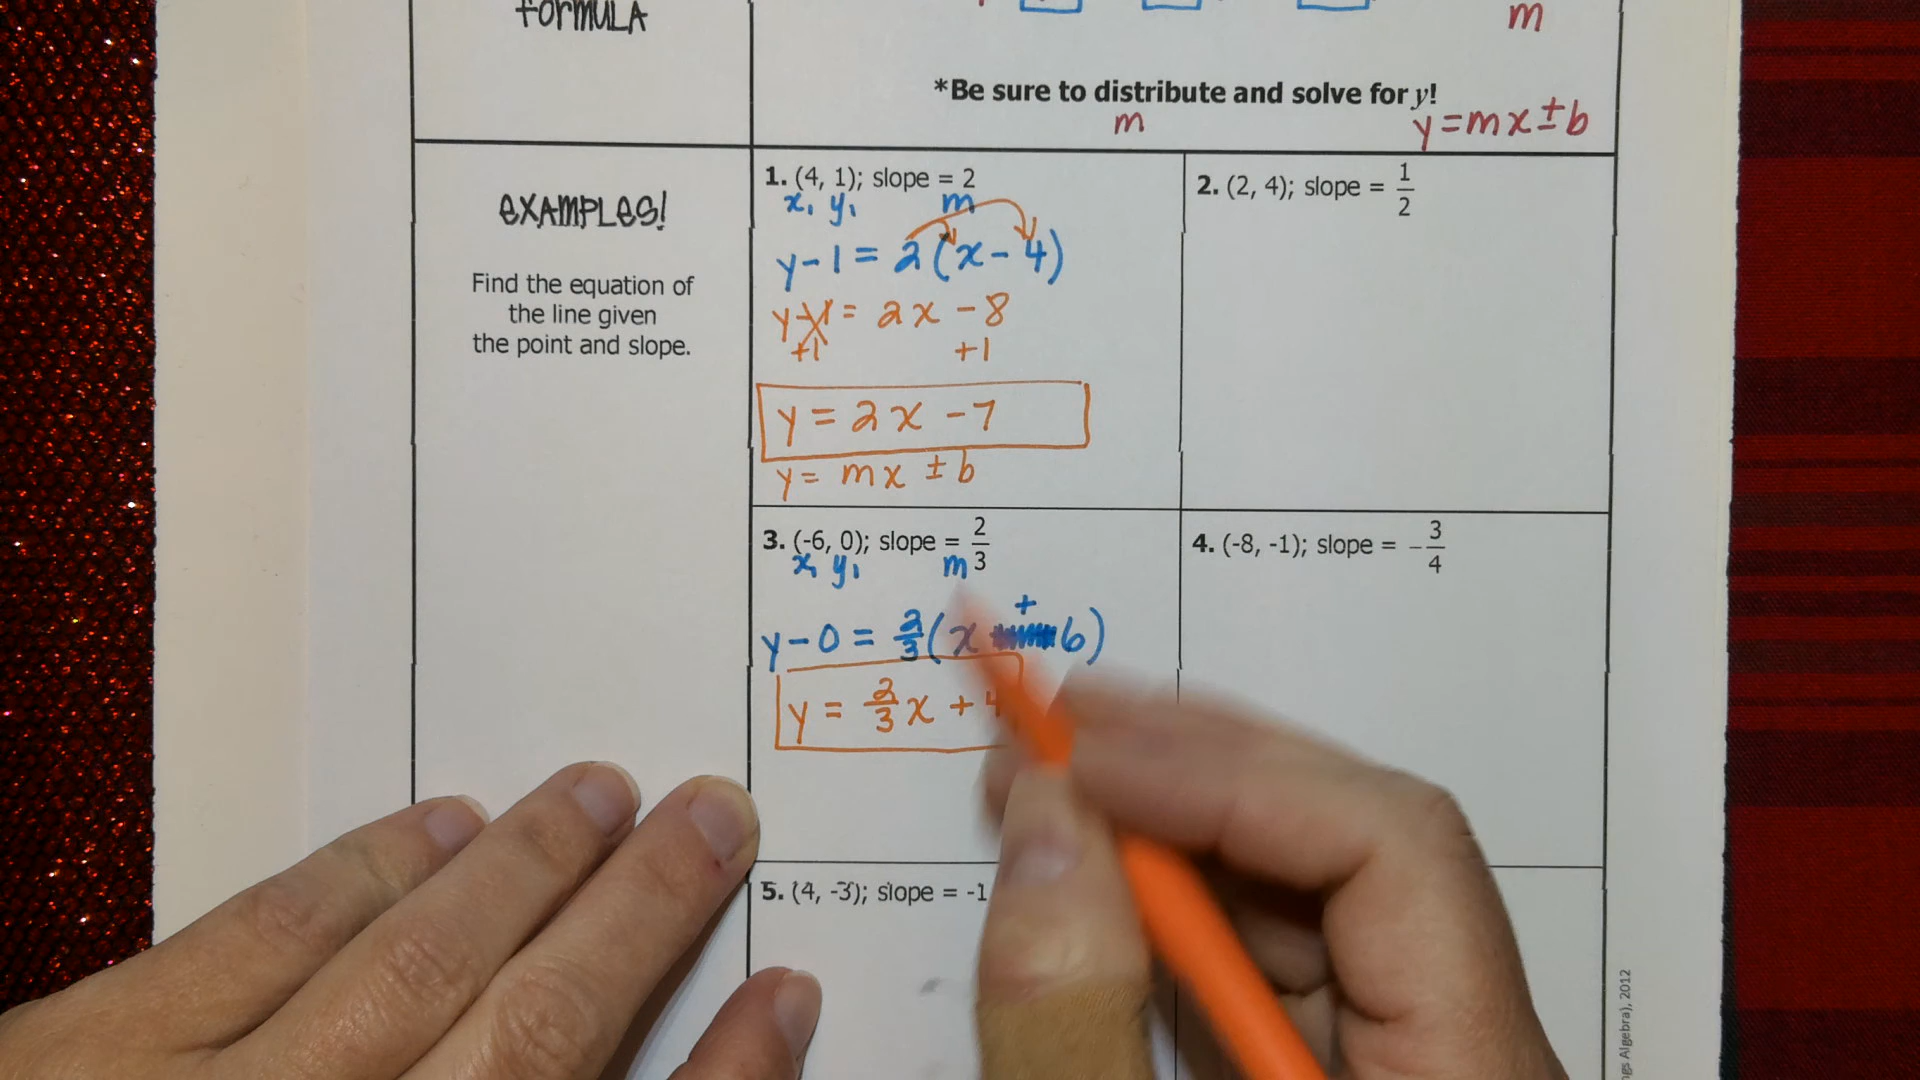 FORMULA
m
*Be sure to distribute and solve for y!
m
y = mx ± b
EXAMPLES!
Find the equation of
the line given
the point and slope.
1. (4, 1); slope = 2
x₁ y₁ m
y - 1 = 2(x - 4)
y - 1 = 2x - 8
+1 +1
y = 2x - 7
y = mx ± b
2. (2, 4); slope = 1/2
3. (-6, 0); slope = 2/3
x₁ y₁ m
y - 0 = 2/3(x + 6)
y = 2/3x + 4
4. (-8, -1); slope = -3/4
5. (4, -3); slope = -1
Algebra), 2012